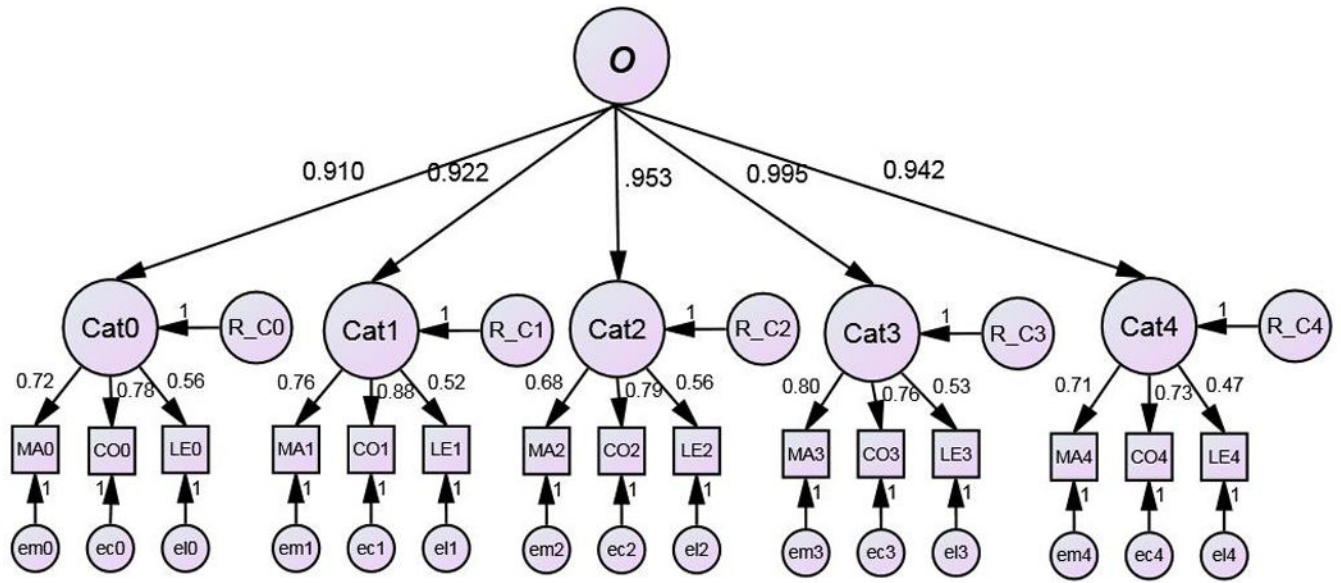 O
0.910 0.922 .953 0.995 0.942
Cat0 1 R_C0 Cat1 1 R_C1 Cat2 1 R_C2 Cat3 1 R_C3 Cat4 1 R_C4
0.72 0.78 0.56 0.76 0.88 0.52 0.68 0.79 0.56 0.80 0.76 0.53 0.71 0.73 0.47
MA0 CO0 LE0 MA1 CO1 LE1 MA2 CO2 LE2 MA3 CO3 LE3 MA4 CO4 LE4
1 1 1 1 1 1 1 1 1 1 1 1 1 1 1
em0 ec0 el0 em1 ec1 el1 em2 ec2 el2 em3 ec3 el3 em4 ec4 el4